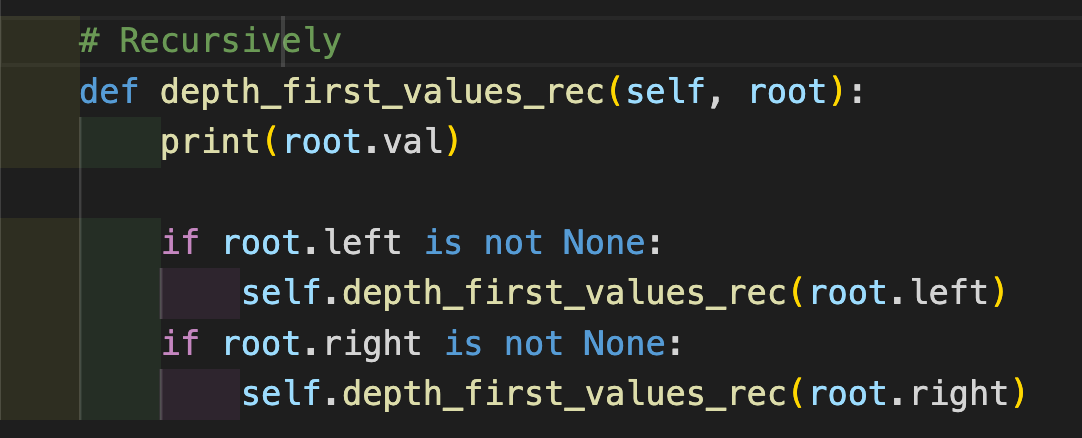 # Recursively
def depth_first_values_rec(self, root):
    print(root.val)

    if root.left is not None:
        self.depth_first_values_rec(root.left)
    if root.right is not None:
        self.depth_first_values_rec(root.right)